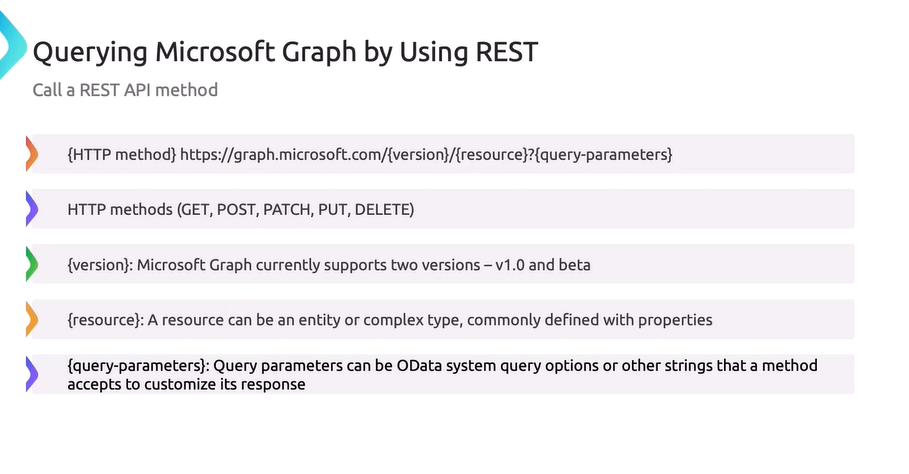 Querying Microsoft Graph by Using REST
Call a REST API method
{HTTP method} https://graph.microsoft.com/{version}/{resource}?{query-parameters}
HTTP methods (GET, POST, PATCH, PUT, DELETE)
{version}: Microsoft Graph currently supports two versions – v1.0 and beta
{resource}: A resource can be an entity or complex type, commonly defined with properties
{query-parameters}: Query parameters can be OData system query options or other strings that a method
accepts to customize its response